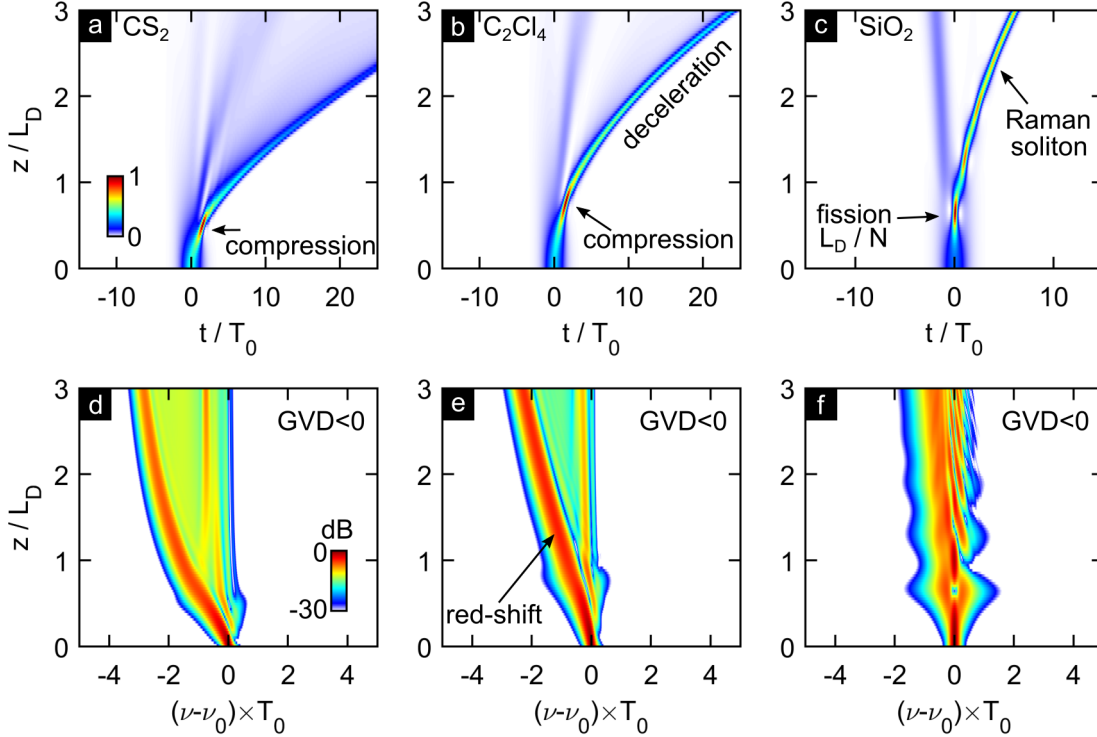 a CS2
b C2Cl4
c SiO2
3
2
1
0
z / LD
1
0
compression
-10 0 10 20
t / T0
3
2
1
0
deceleration
compression
-10 0 10 20
t / T0
3
2
1
0
Raman
soliton
fission
LD / N
-10 0 10
t / T0
d GVD<0
e GVD<0
f GVD<0
3
2
1
0
z / LD
dB
0
-30
-4 -2 0 2 4
(ν-ν0)×T0
3
2
1
0
red-shift
-4 -2 0 2 4
(ν-ν0)×T0
3
2
1
0
-4 -2 0 2 4
(ν-ν0)×T0